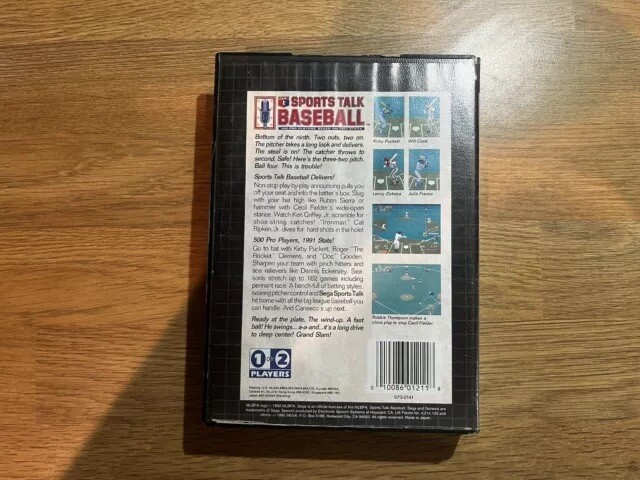 SPORTS TALK
BASEBALL
Bottom of the ninth. Two outs, two on.
The pitcher takes a long look and delivers.
The steal is on! The catcher throws to
second. Safe! Here's the three-two pitch.
Ball four. This is trouble!
Sports Talk Baseball Delivers!
Non-stop play-by-play announcing pulls you
off your seat and into the batter's box. Slug
with your bat high like Ruben Sierra or
hammer with Cecil Fielder's wide-open
stance. Watch Ken Griffey, Jr. scramble for
shoe-string catches! "Ironman" Cal
Ripken, Jr. dives for hard shots in the hole!
500 Pro Players, 1991 Stats!
Go to bat with Kirby Puckett, Roger "The
Rocket" Clemens, and "Doc" Gooden.
Sharpen your team with pinch hitters and
ace relievers like Dennis Eckersley. Sea-
sons stretch up to 162 games including
pennant race. A bench-full of batting styles,
soaring pitcher control and Sega Sports Talk
hit home with all the big league baseball you
can handle. And Canseco's up next...
Ready at the plate. The wind-up. A fast
ball! He swings...a-a-and...it's a long drive
to deep center! Grand Slam!
1 or 2
PLAYERS
Kirby Puckett
Will Clark
Lenny Dykstra
Julio Franco
Robbie Thompson makes a
close play to stop Cecil Fielder.
0 10086 01211 8
670-2141